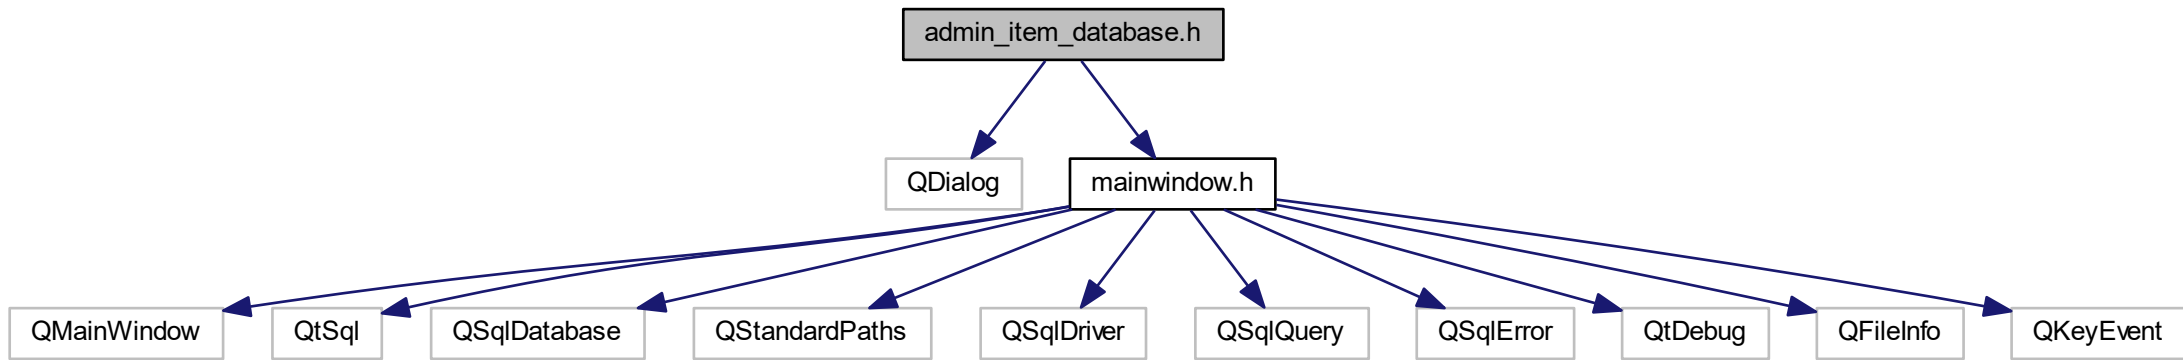 admin_item_database.h
QDialog
mainwindow.h
QMainWindow
QtSql
QSqlDatabase
QStandardPaths
QSqlDriver
QSqlQuery
QSqlError
QtDebug
QFileInfo
QKeyEvent